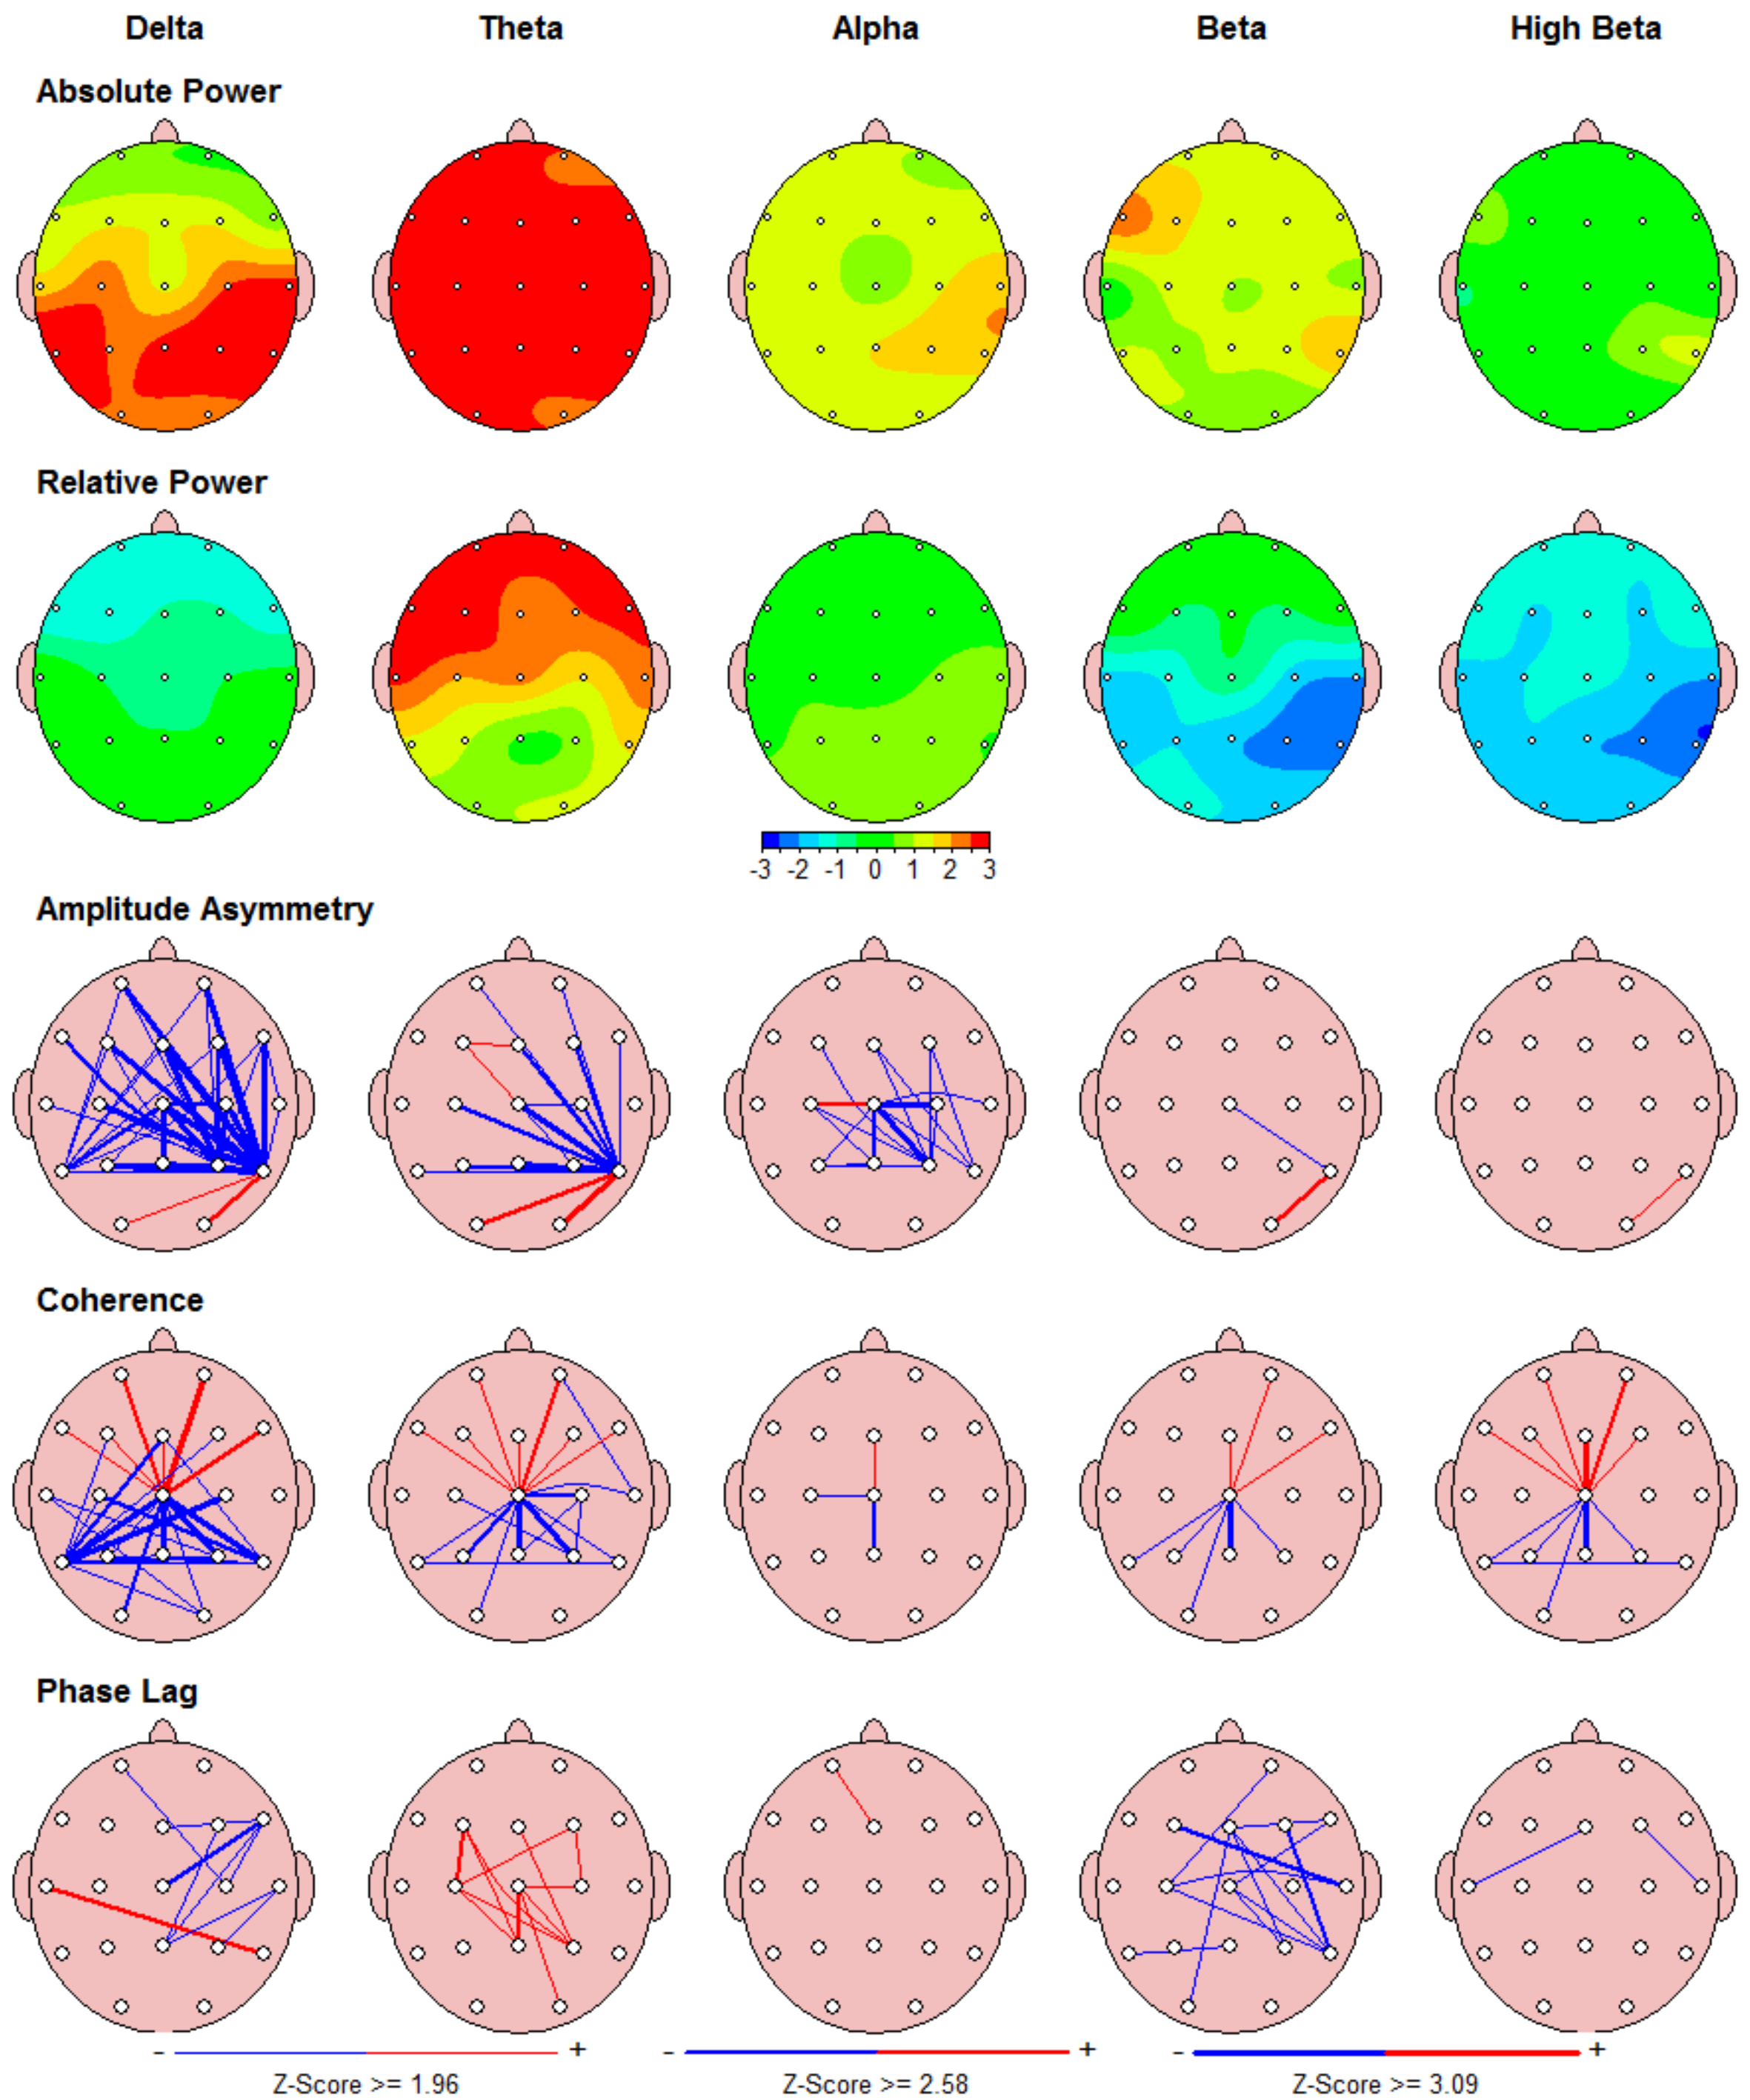 Delta Theta Alpha Beta High Beta
Absolute Power
Relative Power
-3 -2 -1 0 1 2 3
Amplitude Asymmetry
Coherence
Phase Lag
- + - + - +
Z-Score >= 1.96 Z-Score >= 2.58 Z-Score >= 3.09